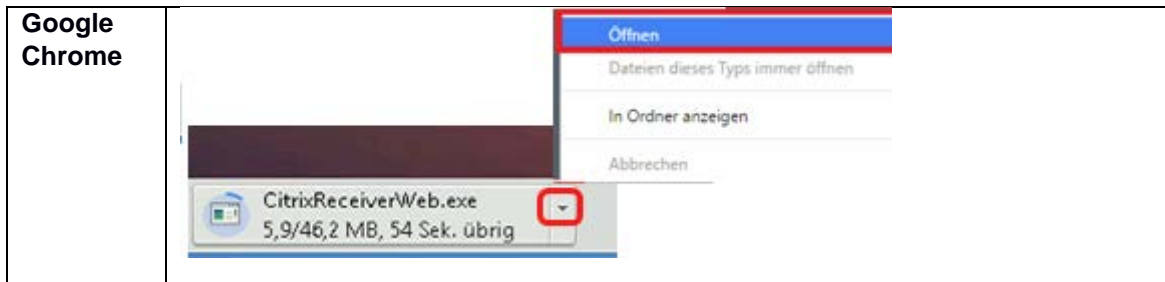 Google
Chrome
Öffnen
Dateien dieses Typs immer öffnen
In Ordner anzeigen
Abbrechen
CitrixReceiverWeb.exe
5,9/46,2 MB, 54 Sek. übrig